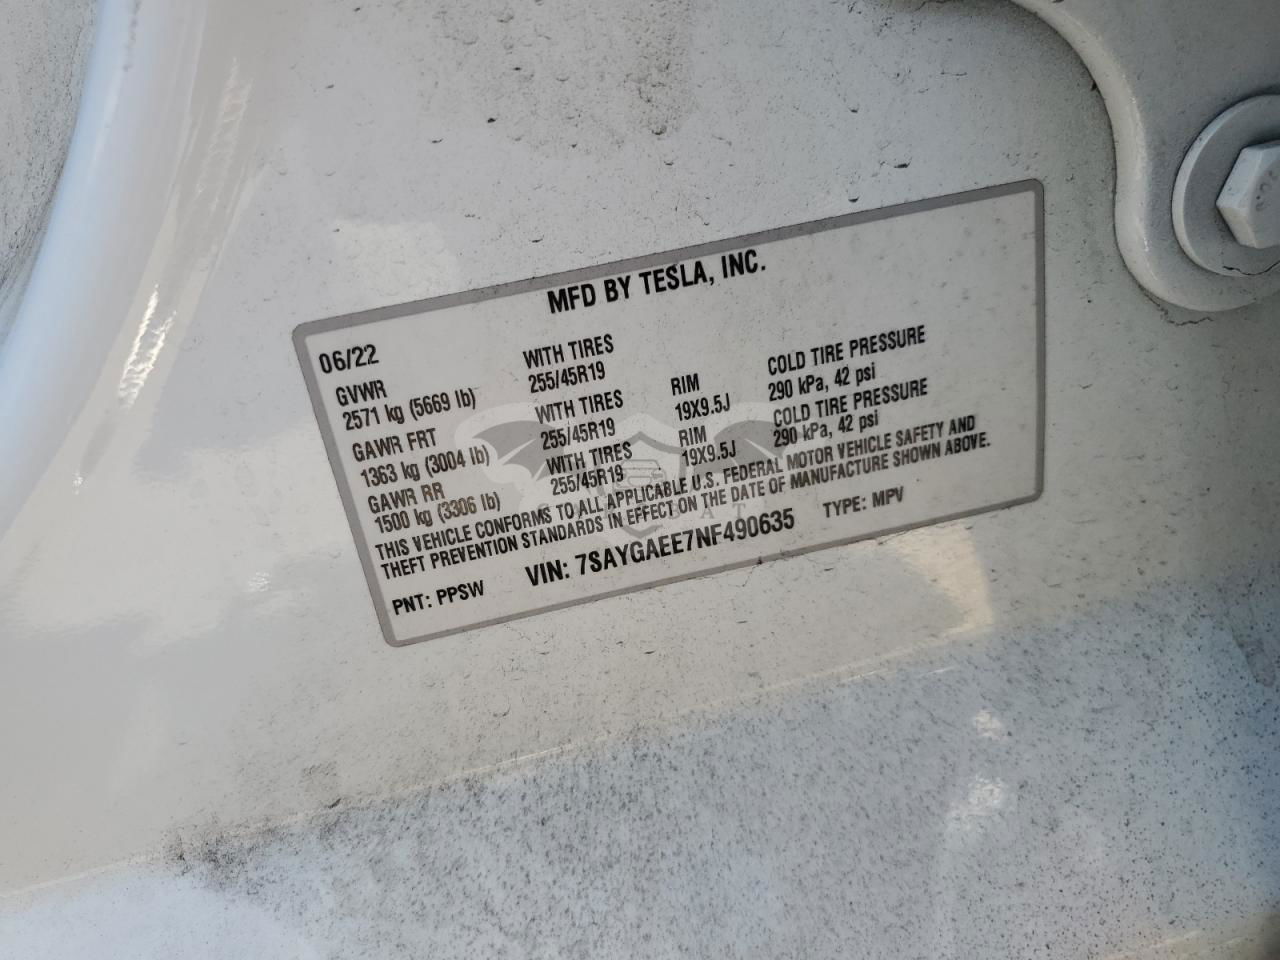 MFD BY TESLA, INC.
06/22
GVWR WITH TIRES
2571 kg (5669 lb) 255/45R19
GAWR FRT WITH TIRES RIM COLD TIRE PRESSURE
1363 kg (3004 lb) 255/45R19 19X9.5J 290 kPa, 42 psi
GAWR RR WITH TIRES RIM COLD TIRE PRESSURE
1500 kg (3306 lb) 255/45R19 19X9.5J 290 kPa, 42 psi
THIS VEHICLE CONFORMS TO ALL APPLICABLE U.S. FEDERAL MOTOR VEHICLE SAFETY AND
THEFT PREVENTION STANDARDS IN EFFECT ON THE DATE OF MANUFACTURE SHOWN ABOVE.
PNT: PPSW VIN: 7SAYGAEE7NF490635 TYPE: MPV